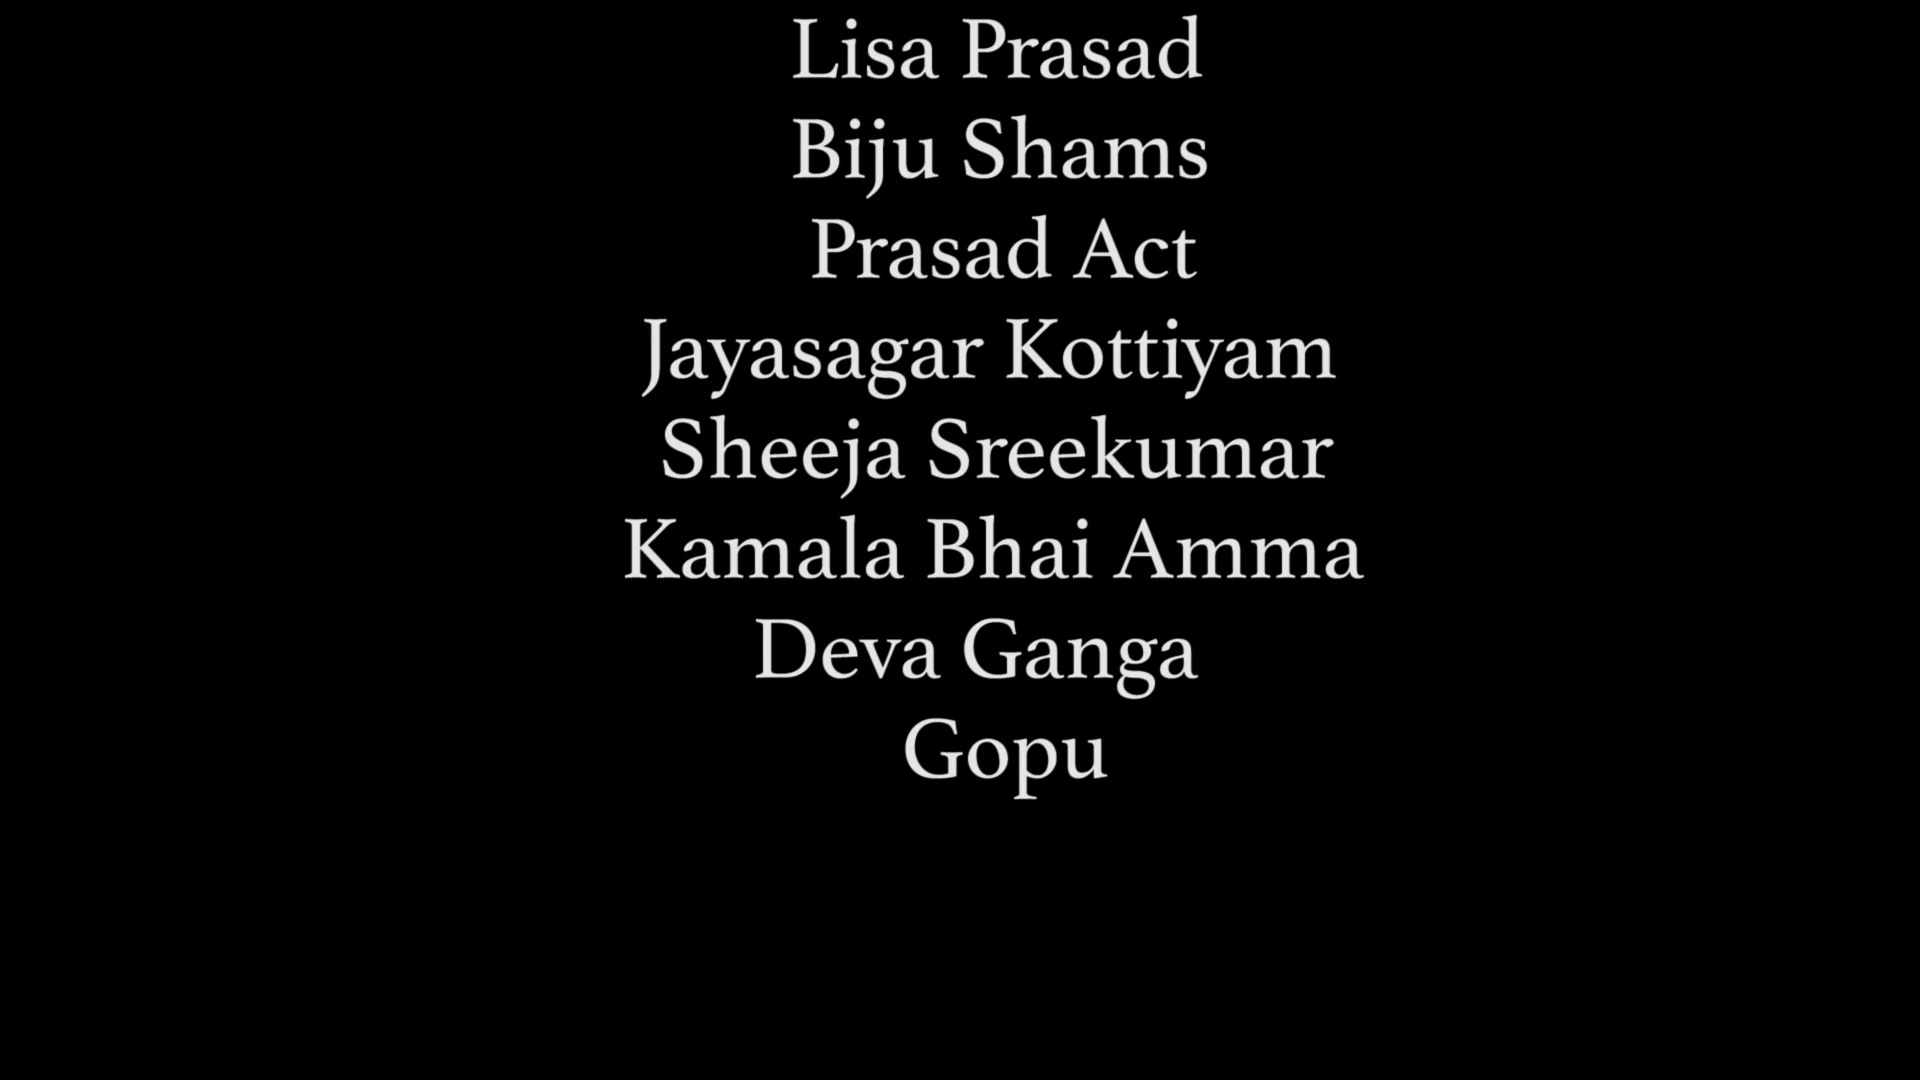 Lisa Prasad
Biju Shams
Prasad Act
Jayasagar Kottiyam
Sheeja Sreekumar
Kamala Bhai Amma
Deva Ganga
Gopu